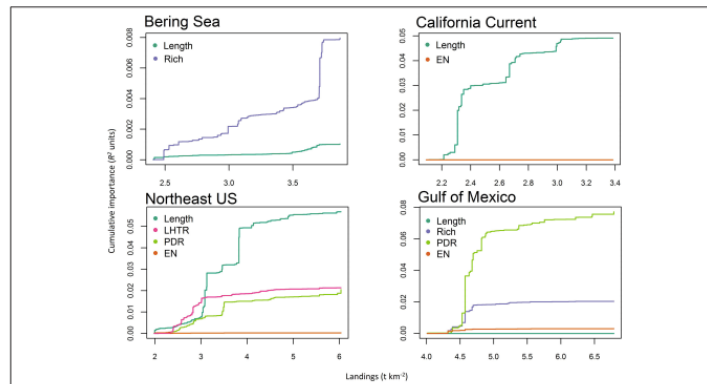 Bering Sea
Length
Rich
0.000 0.002 0.004 0.006 0.008
2.5 3.0 3.5
California Current
Length
EN
0.00 0.01 0.02 0.03 0.04 0.05
2.2 2.4 2.6 2.8 3.0 3.2 3.4
Cumulative importance (R² units)
Northeast US
Length
LHTR
PDR
EN
0.00 0.01 0.02 0.03 0.04 0.05
2 3 4 5 6
Gulf of Mexico
Length
Rich
PDR
EN
0.00 0.02 0.04 0.06 0.08
4.0 4.5 5.0 5.5 6.0 6.5
Landings (t km⁻²)